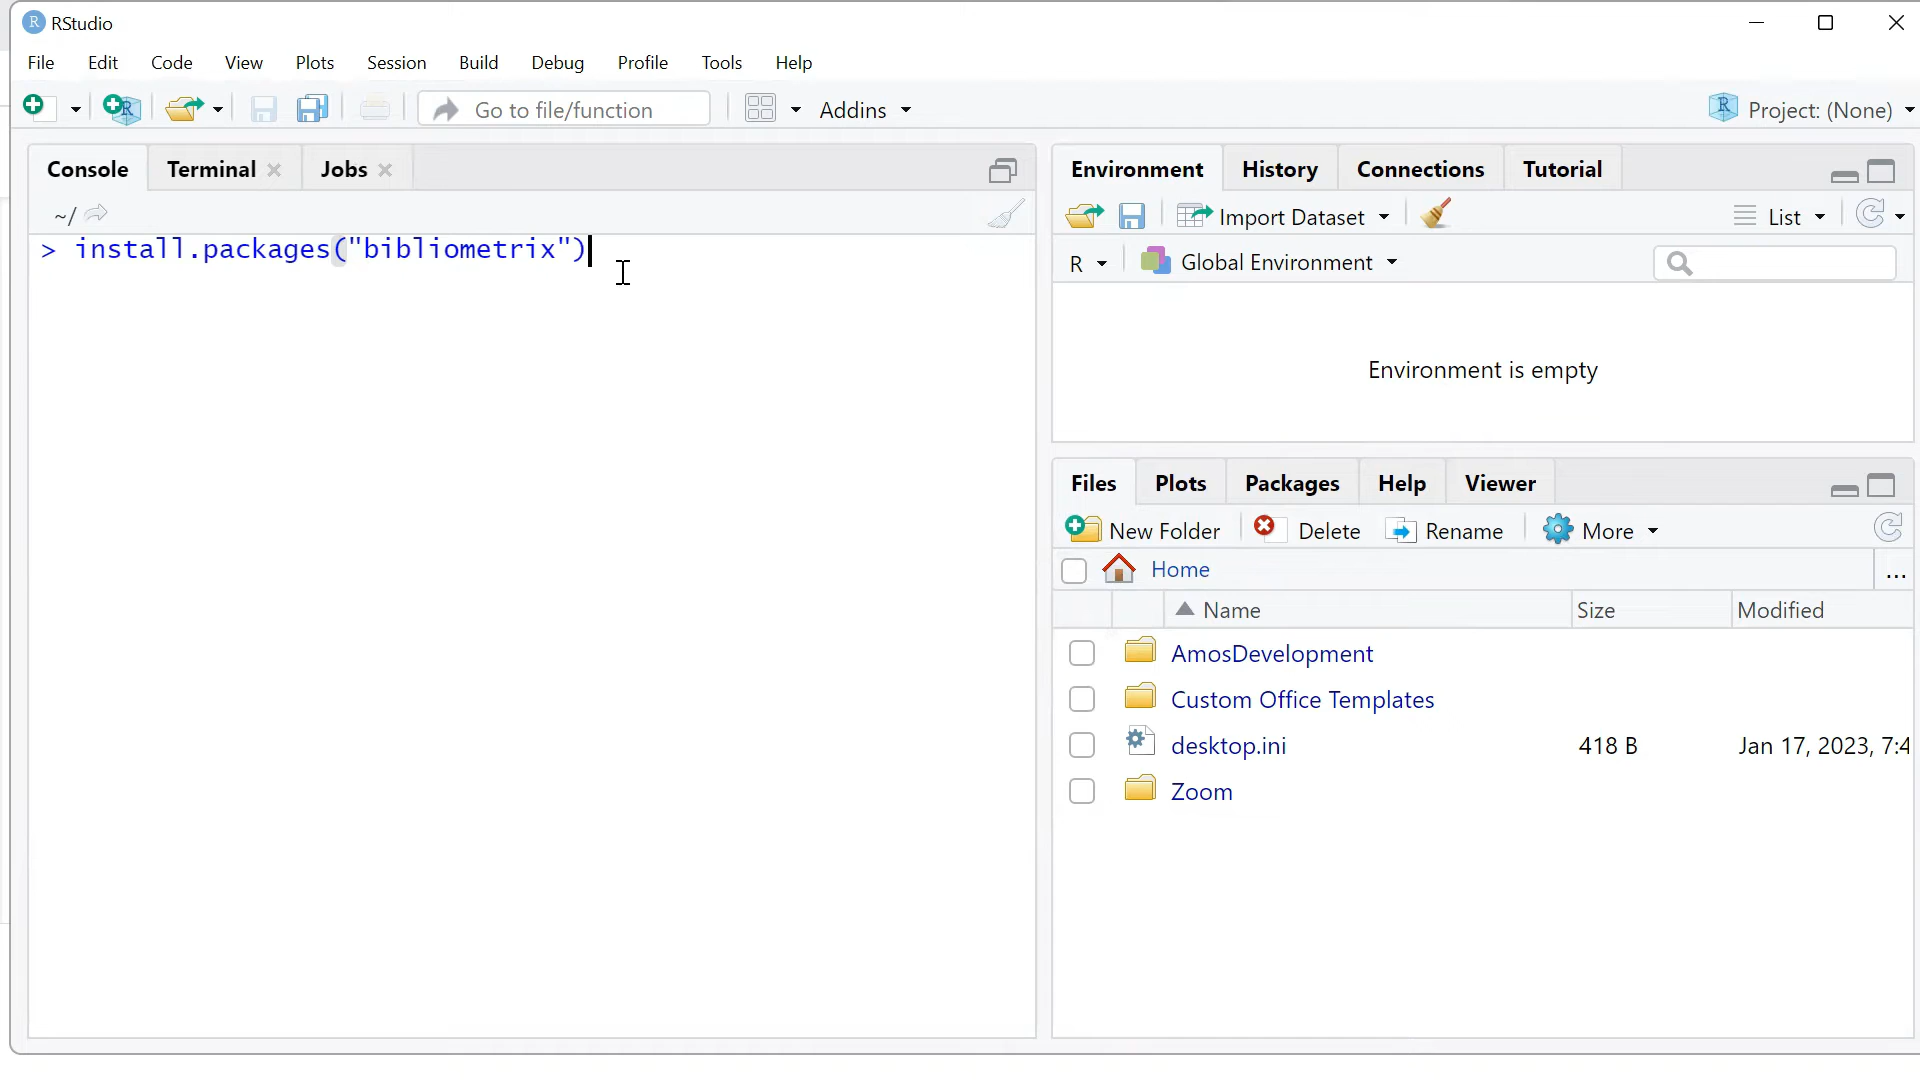 RStudio
File Edit Code View Plots Session Build Debug Profile Tools Help
Go to file/function Addins Project: (None)
Console Terminal Jobs
~/
> install.packages("bibliometrix")
Environment History Connections Tutorial
Import Dataset List
R Global Environment
Environment is empty
Files Plots Packages Help Viewer
New Folder Delete Rename More
Home ...
Name Size Modified
AmosDevelopment
Custom Office Templates
desktop.ini 418 B Jan 17, 2023, 7:4
Zoom